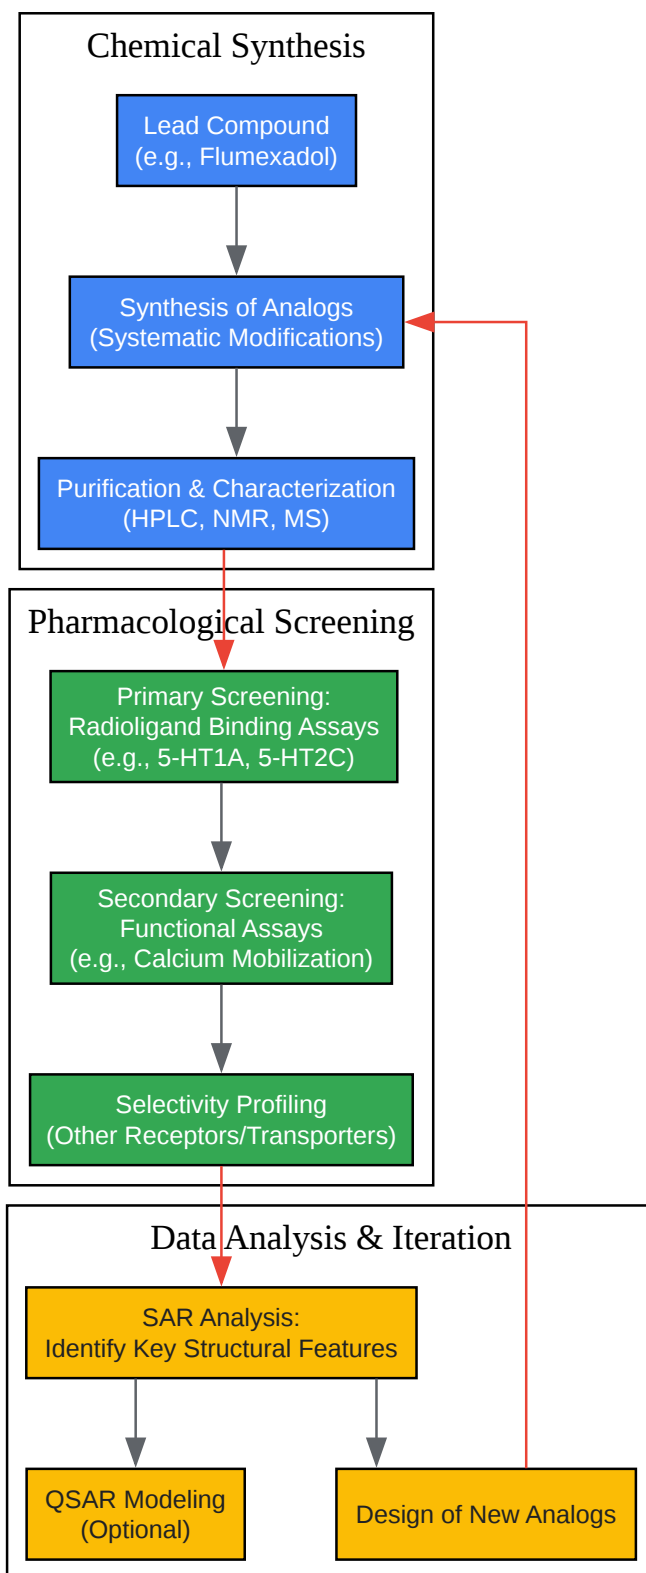 Chemical Synthesis
Lead Compound
(e.g., Flumexadol)
Synthesis of Analogs
(Systematic Modifications)
Purification & Characterization
(HPLC, NMR, MS)
Pharmacological Screening
Primary Screening:
Radioligand Binding Assays
(e.g., 5-HT1A, 5-HT2C)
Secondary Screening:
Functional Assays
(e.g., Calcium Mobilization)
Selectivity Profiling
(Other Receptors/Transporters)
Data Analysis & Iteration
SAR Analysis:
Identify Key Structural Features
QSAR Modeling
(Optional)
Design of New Analogs